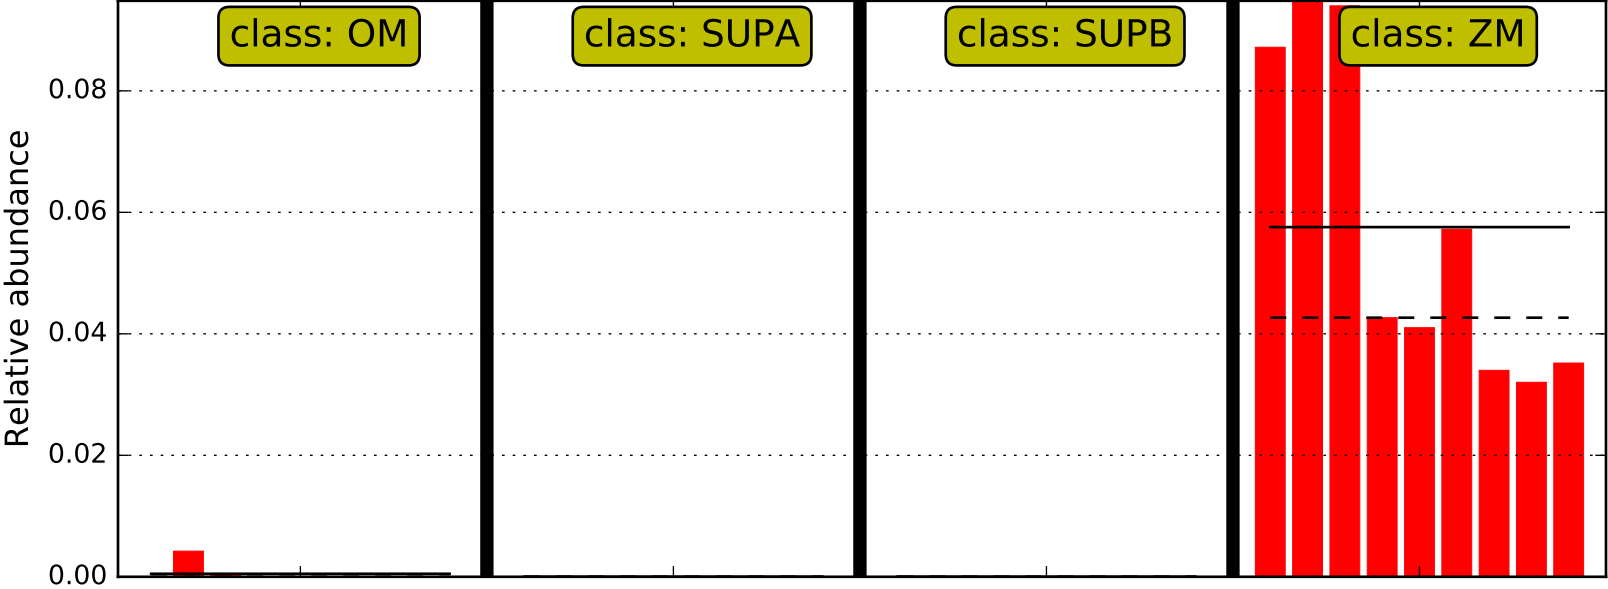 class: OM
class: SUPA
class: SUPB
class: ZM
Relative abundance
0.08
0.06
0.04
0.02
0.00